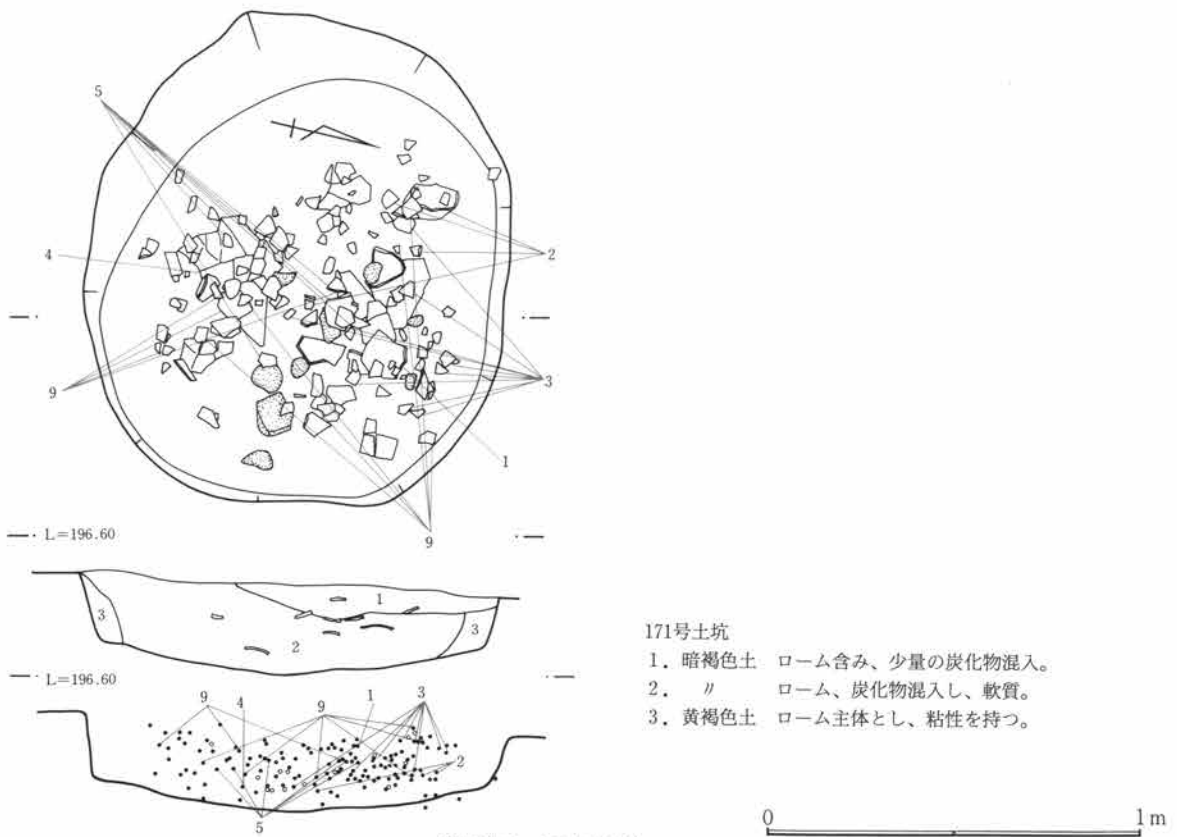 5
4
2
9
3
1
9
L=196.60
1
3
2
3
L=196.60
9 4 9 1 3
2
5
171号土坑
1. 暗褐色土 ローム含み、少量の炭化物混入。
2. 〃 ローム、炭化物混入し、軟質。
3. 黄褐色土 ローム主体とし、粘性を持つ。
0 1m